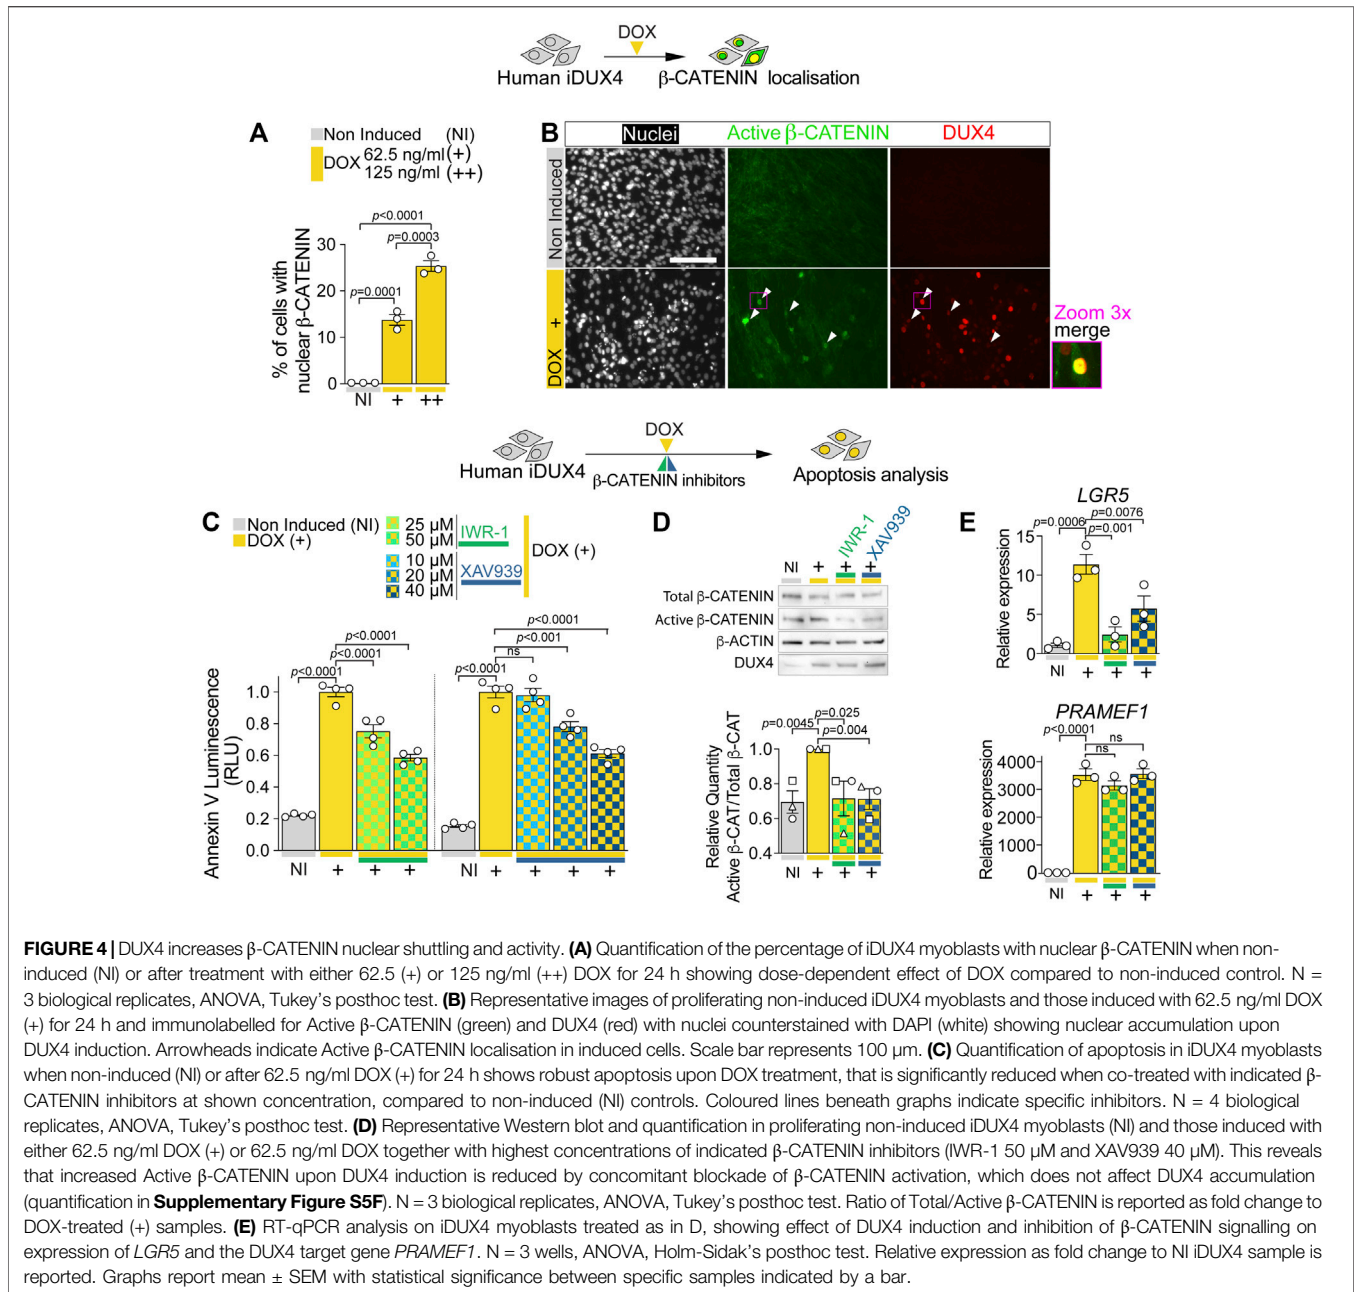 DOX
Human iDUX4
β-CATENIN localisation
A
Non Induced (NI)
DOX 62.5 ng/ml (+)
125 ng/ml (++)
% of cells with
nuclear β-CATENIN
p<0.0001
p=0.0003
p=0.0001
30
20
10
0
NI + ++
B
Nuclei Active β-CATENIN DUX4
Non Induced
DOX +
Zoom 3x
merge
DOX
Human iDUX4
β-CATENIN inhibitors
Apoptosis analysis
C
Non Induced (NI)
DOX (+)
25 µM
50 µM
IWR-1
10 µM
20 µM
40 µM
XAV939
DOX (+)
Annexin V Luminescence
(RLU)
p<0.0001
p<0.0001
p<0.0001
p<0.0001
p<0.001
ns
p<0.0001
1.0
0.8
0.6
0.4
0.2
0.0
NI + + + NI + + + +
D
IWR-1
XAV939
NI + + +
Total β-CATENIN
Active β-CATENIN
β-ACTIN
DUX4
Relative Quantity
Active β-CAT/Total β-CAT
p=0.025
p=0.0045
p=0.004
1.0
0.8
0.6
0.4
NI + + +
E
LGR5
Relative expression
p=0.0076
p=0.0006
p=0.001
15
10
5
0
NI + + +
PRAMEF1
Relative expression
p<0.0001
ns
ns
4000
3000
2000
1000
0
NI + + +
FIGURE 4 | DUX4 increases β-CATENIN nuclear shuttling and activity. (A) Quantification of the percentage of iDUX4 myoblasts with nuclear β-CATENIN when non-
induced (NI) or after treatment with either 62.5 (+) or 125 ng/ml (++) DOX for 24 h showing dose-dependent effect of DOX compared to non-induced control. N =
3 biological replicates, ANOVA, Tukey's posthoc test. (B) Representative images of proliferating non-induced iDUX4 myoblasts and those induced with 62.5 ng/ml DOX
(+) for 24 h and immunolabelled for Active β-CATENIN (green) and DUX4 (red) with nuclei counterstained with DAPI (white) showing nuclear accumulation upon
DUX4 induction. Arrowheads indicate Active β-CATENIN localisation in induced cells. Scale bar represents 100 µm. (C) Quantification of apoptosis in iDUX4 myoblasts
when non-induced (NI) or after 62.5 ng/ml DOX (+) for 24 h shows robust apoptosis upon DOX treatment, that is significantly reduced when co-treated with indicated β-
CATENIN inhibitors at shown concentration, compared to non-induced (NI) controls. Coloured lines beneath graphs indicate specific inhibitors. N = 4 biological
replicates, ANOVA, Tukey's posthoc test. (D) Representative Western blot and quantification in proliferating non-induced iDUX4 myoblasts (NI) and those induced with
either 62.5 ng/ml DOX (+) or 62.5 ng/ml DOX together with highest concentrations of indicated β-CATENIN inhibitors (IWR-1 50 µM and XAV939 40 µM). This reveals
that increased Active β-CATENIN upon DUX4 induction is reduced by concomitant blockade of β-CATENIN activation, which does not affect DUX4 accumulation
(quantification in Supplementary Figure S5F). N = 3 biological replicates, ANOVA, Tukey's posthoc test. Ratio of Total/Active β-CATENIN is reported as fold change to
DOX-treated (+) samples. (E) RT-qPCR analysis on iDUX4 myoblasts treated as in D, showing effect of DUX4 induction and inhibition of β-CATENIN signalling on
expression of LGR5 and the DUX4 target gene PRAMEF1. N = 3 wells, ANOVA, Holm-Sidak's posthoc test. Relative expression as fold change to NI iDUX4 sample is
reported. Graphs report mean ± SEM with statistical significance between specific samples indicated by a bar.